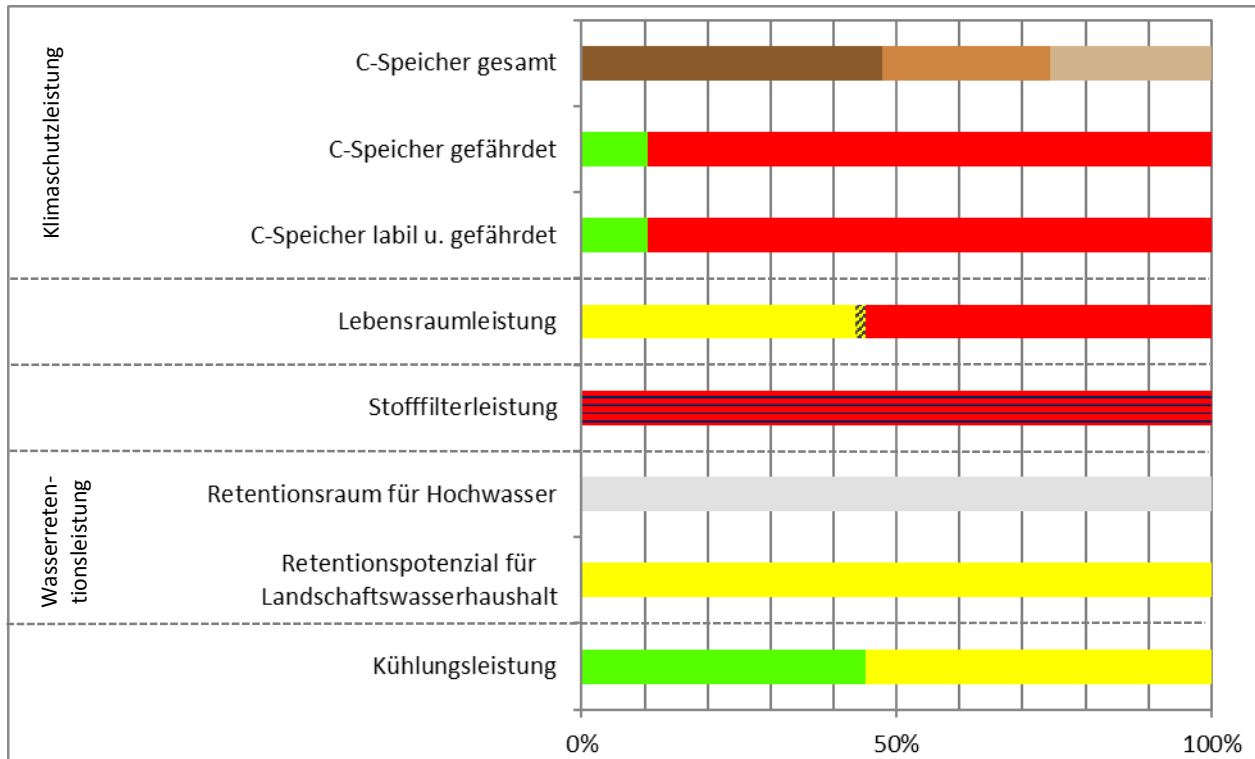 Klimaschutzleistung
C-Speicher gesamt
C-Speicher gefährdet
C-Speicher labil u. gefährdet
Lebensraumleistung
Stofffilterleistung
Wasserreten-
tionsleistung
Retentionsraum für Hochwasser
Retentionspotenzial für
Landschaftswasserhaushalt
Kühlungsleistung
0%
50%
100%